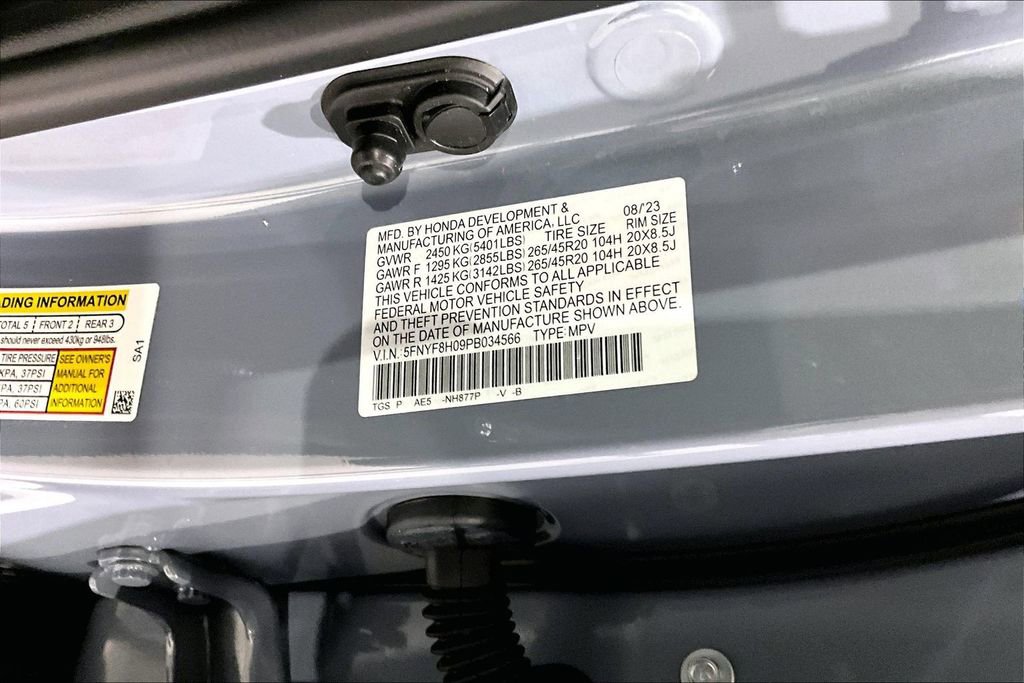 MFD. BY HONDA DEVELOPMENT & 08/'23
MANUFACTURING OF AMERICA, LLC
GVWR 2450 KG(5401LBS) TIRE SIZE RIM SIZE
GAWR F 1295 KG(2855LBS) 265/45R20 104H 20X8.5J
GAWR R 1425 KG(3142LBS) 265/45R20 104H 20X8.5J
THIS VEHICLE CONFORMS TO ALL APPLICABLE
FEDERAL MOTOR VEHICLE SAFETY
AND THEFT PREVENTION STANDARDS IN EFFECT
ON THE DATE OF MANUFACTURE SHOWN ABOVE.
V.I.N.: 5FNYF8H09PB034566 TYPE: MPV
TGS P AE5 -NH877P -V -B
ADING INFORMATION
TOTAL 5 FRONT 2 REAR 3
should never exceed 430kg or 948lbs.
TIRE PRESSURE
KPA, 37PSI
PA, 37PSI
PA, 60PSI
SEE OWNER'S
MANUAL FOR
ADDITIONAL
INFORMATION
SA1